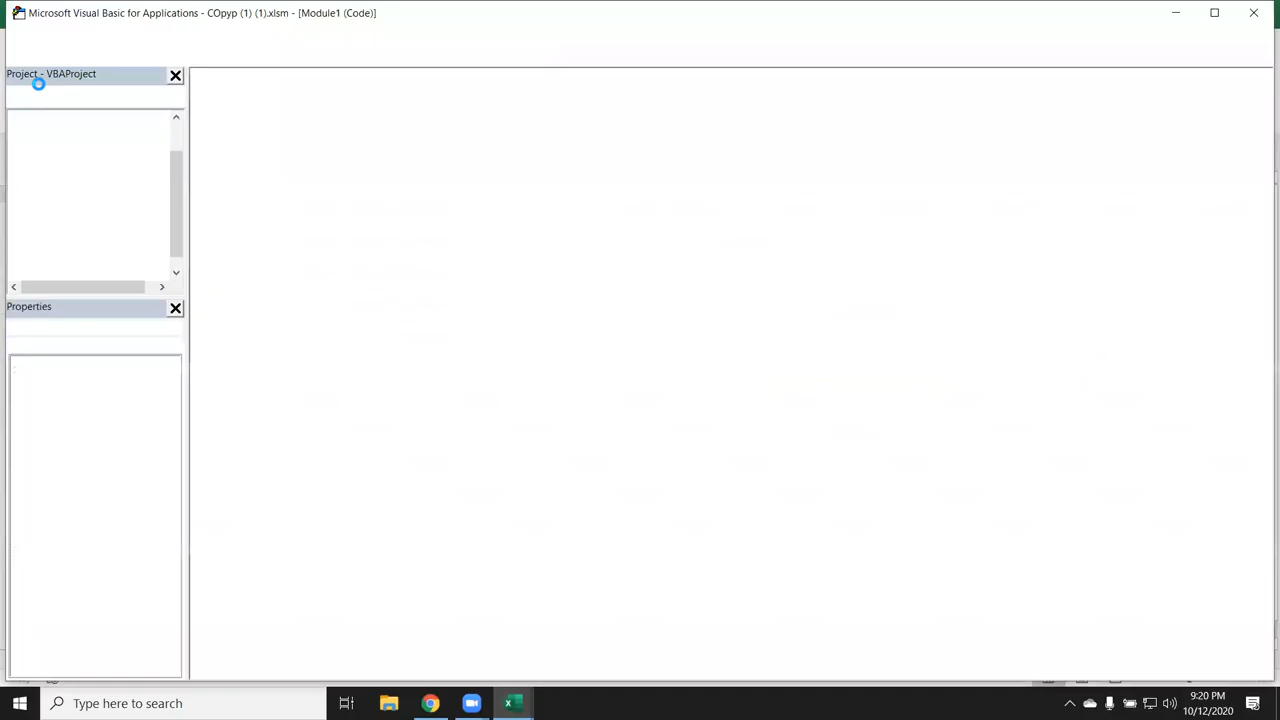 Microsoft Visual Basic for Applications - COpyp (1) (1).xlsm - [Module1 (Code)]
Project - VBAProject
Properties
Type here to search
9:20 PM
10/12/2020